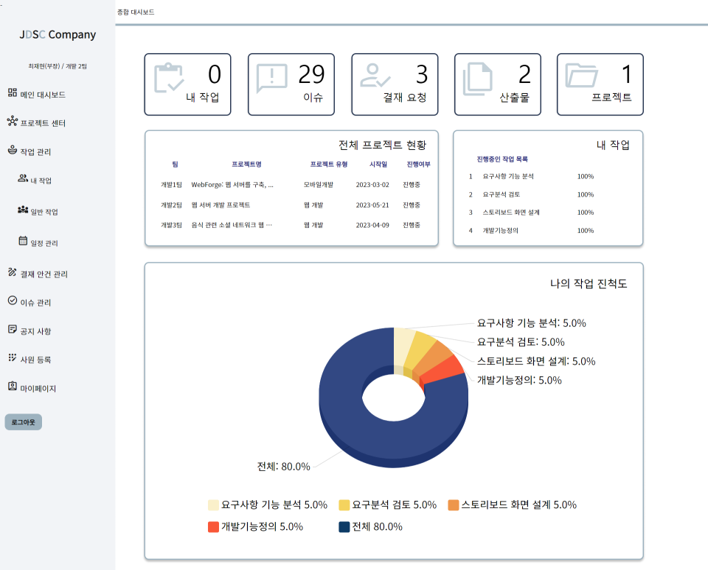 JDSC Company
최재원(부장) / 개발 2팀
메인 대시보드
프로젝트 센터
작업 관리
내 작업
일반 작업
일정 관리
결재 안건 관리
이슈 관리
공지 사항
사원 등록
마이페이지
로그아웃
종합 대시보드
0
내 작업
29
이슈
3
결재 요청
2
산출물
1
프로젝트
전체 프로젝트 현황
팀 프로젝트명 프로젝트 유형 시작일 진행여부
개발1팀 WebForge: 웹 서버를 구축, ... 모바일개발 2023-03-02 진행중
개발2팀 웹 서버 개발 프로젝트 웹 개발 2023-05-21 진행중
개발3팀 음식 관련 소셜 네트워크 웹 ... 웹 개발 2023-04-09 진행중
내 작업
진행중인 작업 목록
1 요구사항 기능 분석 100%
2 요구분석 검토 100%
3 스토리보드 화면 설계 100%
4 개발기능정의 100%
나의 작업 진척도
요구사항 기능 분석: 5.0%
요구분석 검토: 5.0%
스토리보드 화면 설계: 5.0%
개발기능정의: 5.0%
전체: 80.0%
요구사항 기능 분석 5.0% 요구분석 검토 5.0% 스토리보드 화면 설계 5.0%
개발기능정의 5.0% 전체 80.0%